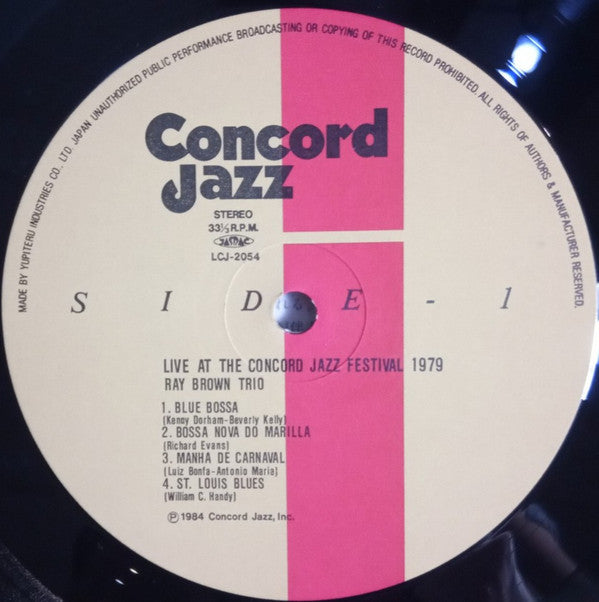 MADE BY YUPITERU INDUSTRIES CO., LTD. JAPAN UNAUTHORIZED PUBLIC PERFORMANCE BROADCASTING OR COPYING OF THIS RECORD PROHIBITED. ALL RIGHTS OF AUTHORS & MANUFACTURER RESERVED.
Concord
Jazz
STEREO
33⅓ R.P.M.
JASRAC
LCJ-2054
SIDE-1
LIVE AT THE CONCORD JAZZ FESTIVAL 1979
RAY BROWN TRIO
1. BLUE BOSSA
(Kenny Dorham-Beverly Kelly)
2. BOSSA NOVA DO MARILLA
(Richard Evans)
3. MANHA DE CARNAVAL
(Luiz Bonfa-Antonio Maria)
4. ST. LOUIS BLUES
(William C. Handy)
℗ 1984 Concord Jazz, Inc.